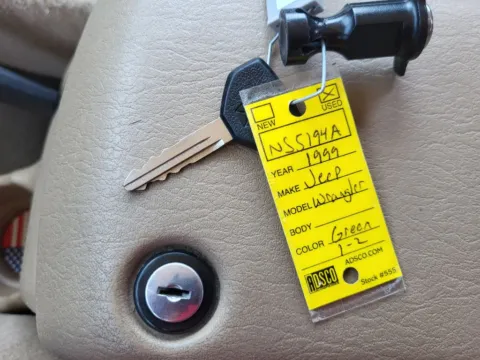 NEW
USED
NS5194A
YEAR 1999
MAKE Jeep
MODEL Wrangler
BODY
COLOR Green
1-2
ADSCO.COM
ADSCO
Stock #555